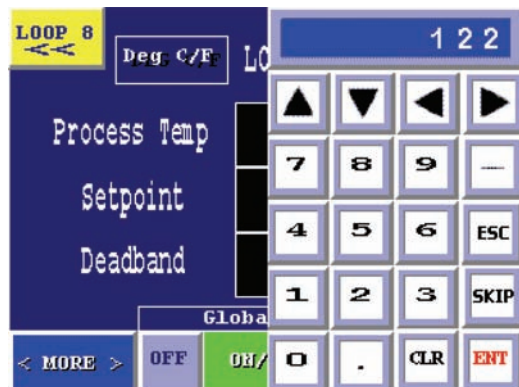 LOOP 8
<<
Deg C/F
LO
122
Process Temp
7 8 9 —
Setpoint
4 5 6 ESC
Deadband
1 2 3 SKIP
Globa
< MORE > OFF ON/
0 . CLR ENT